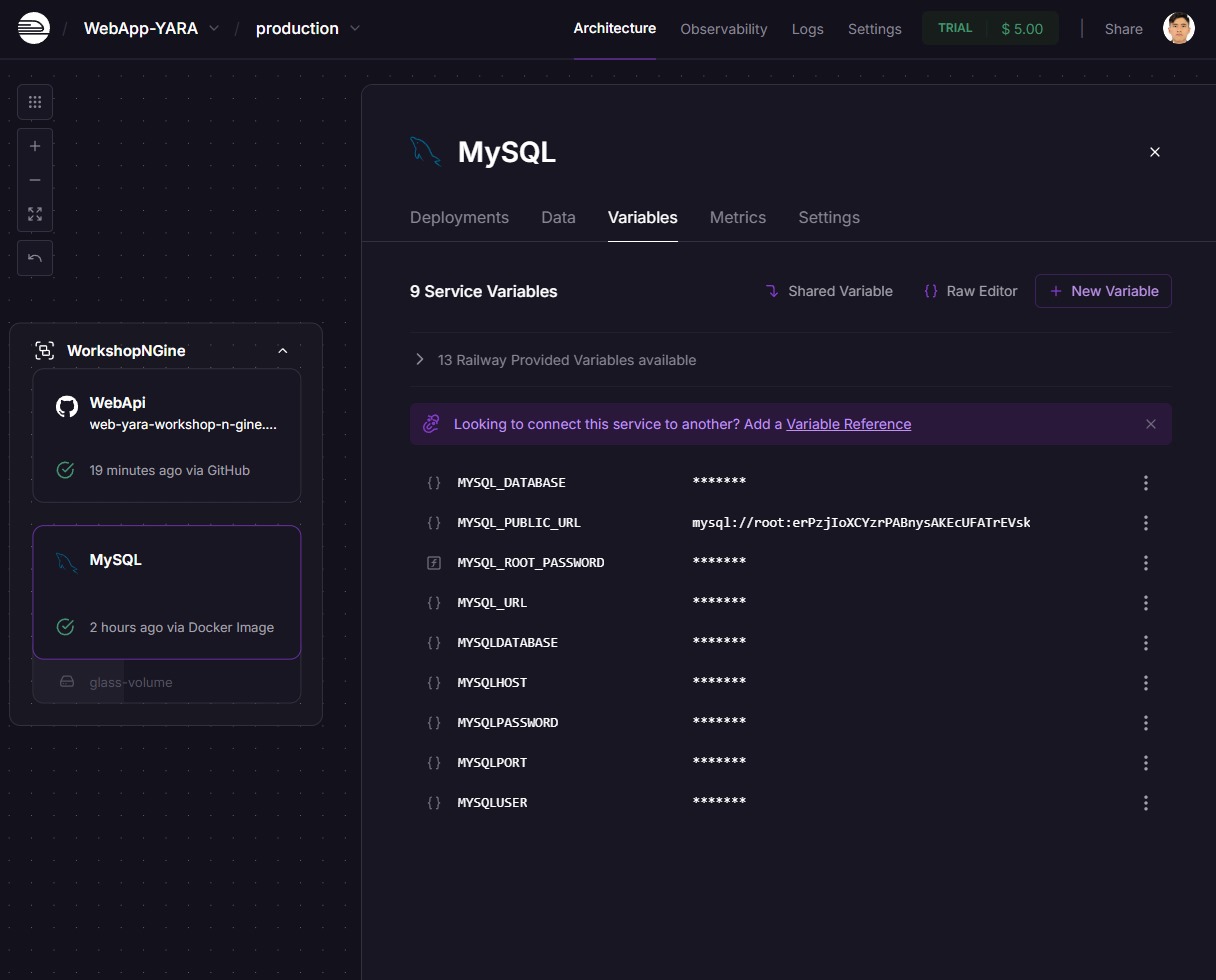 WebApp-YARA / production
Architecture Observability Logs Settings TRIAL $ 5.00 Share
MySQL
Deployments Data Variables Metrics Settings
9 Service Variables Shared Variable {} Raw Editor + New Variable
13 Railway Provided Variables available
Looking to connect this service to another? Add a Variable Reference
{} MYSQL_DATABASE *******
{} MYSQL_PUBLIC_URL mysql://root:erPzjIoXCYzrPABnysAKEcUFATrEVsk
MYSQL_ROOT_PASSWORD *******
{} MYSQL_URL *******
{} MYSQLDATABASE *******
{} MYSQLHOST *******
{} MYSQLPASSWORD *******
{} MYSQLPORT *******
{} MYSQLUSER *******
WorkshopNGine
WebApi
web-yara-workshop-n-gine....
19 minutes ago via GitHub
MySQL
2 hours ago via Docker Image
glass-volume